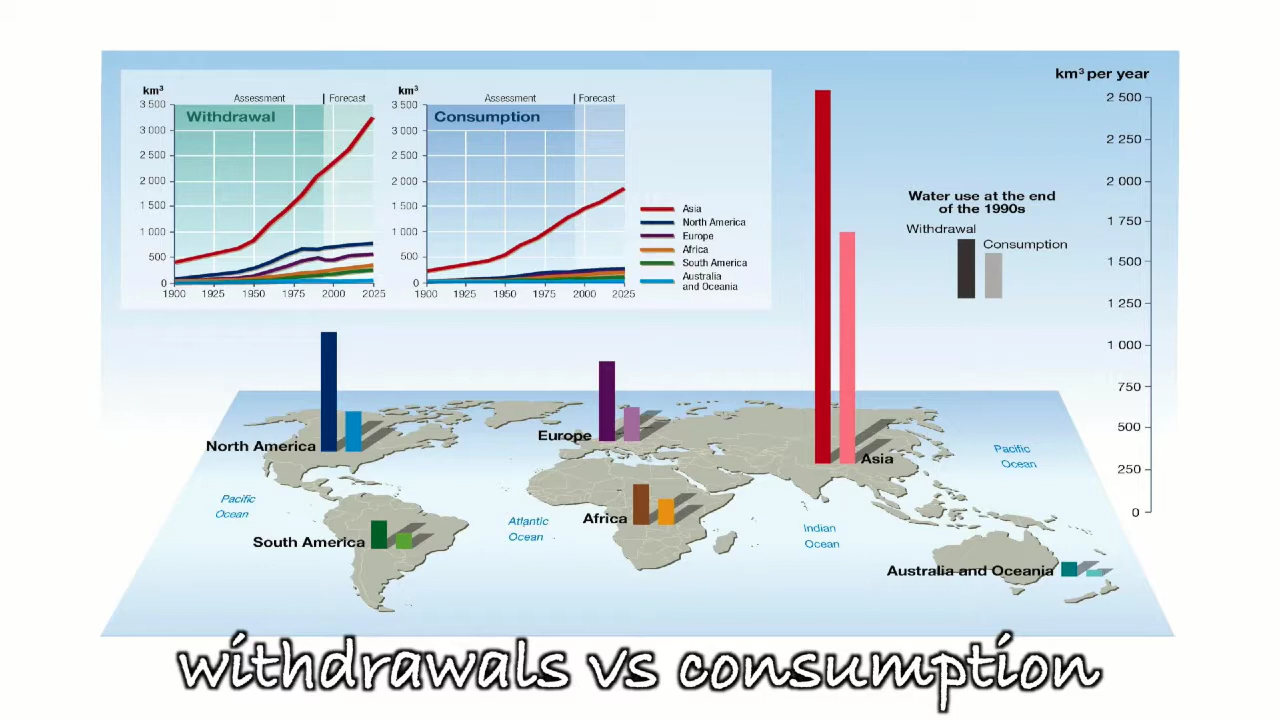 km³
Assessment
Forecast
3 500
Withdrawal
3 000
2 500
2 000
1 500
1 000
500
0
1900 1925 1950 1975 2000 2025
km³
Assessment
Forecast
3,500
Consumption
3 000
2 500
2 000
1 500
1 000
500
0
1900 1925 1950 1975 2000 2025
Asia
North America
Europe
Africa
South America
Australia
and Oceania
km³ per year
2 500
2 250
2 000
1 750
1 500
1 250
1 000
750
500
250
0
Water use at the end
of the 1990s
Withdrawal
Consumption
North America
Europe
Asia
Pacific
Ocean
Pacific
Ocean
South America
Atlantic
Ocean
Africa
Indian
Ocean
Australia and Oceania
withdrawals vs consumption